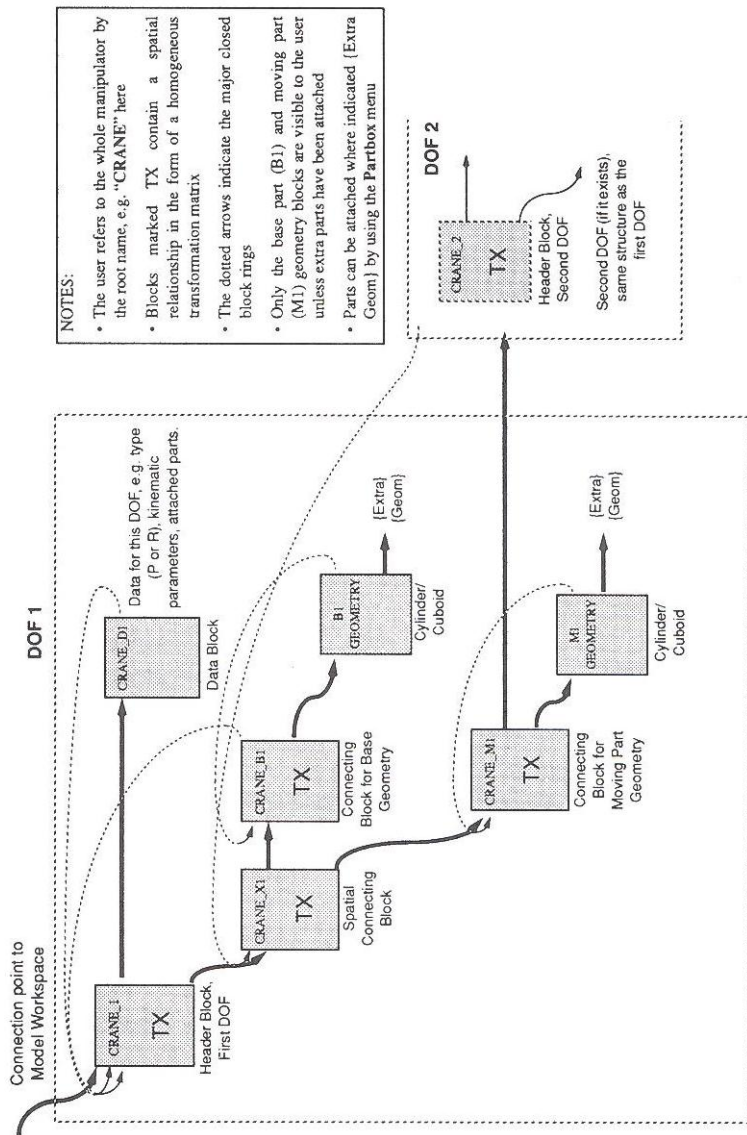 Connection point to
Model Workspace
DOF 1
CRANE_1
TX
Header Block,
First DOF
CRANE_D1
Data Block
Data for this DOF, e.g. type
(P or R), kinematic
parameters, attached parts.
CRANE_X1
TX
Spatial
Connecting
Block
CRANE_B1
TX
Connecting
Block for Base
Geometry
B1
GEOMETRY
Cylinder/
Cuboid
{Extra}
{Geom}
CRANE_M1
TX
Connecting
Block for
Moving Part
Geometry
M1
GEOMETRY
Cylinder/
Cuboid
{Extra}
{Geom}
DOF 2
CRANE_2
TX
Header Block,
Second DOF
Second DOF (if it exists),
same structure as the
first DOF
NOTES:
• The user refers to the whole manipulator by
the root name, e.g. "CRANE" here
• Blocks marked TX contain a spatial
relationship in the form of a homogeneous
transformation matrix
• The dotted arrows indicate the major closed
block rings
• Only the base part (B1) and moving part
(M1) geometry blocks are visible to the user
unless extra parts have been attached
• Parts can be attached where indicated {Extra
Geom} by using the Partbox menu